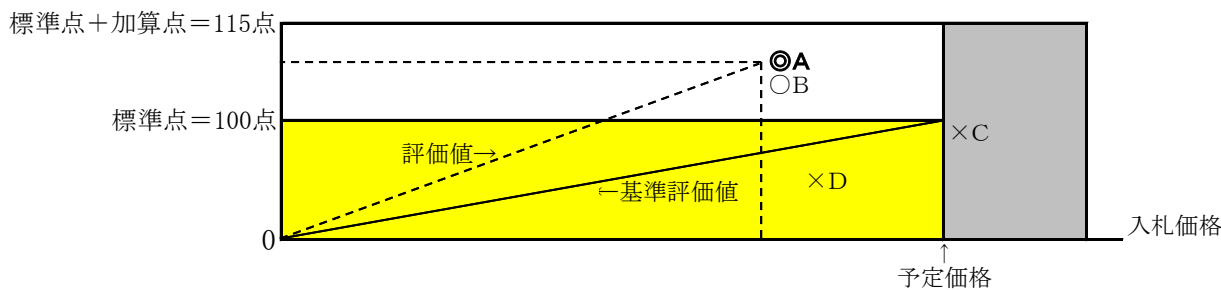 標準点+加算点=115点
◎A
○B
標準点=100点
×C
評価値→
×D
←基準評価値
0
入札価格
↑
予定価格